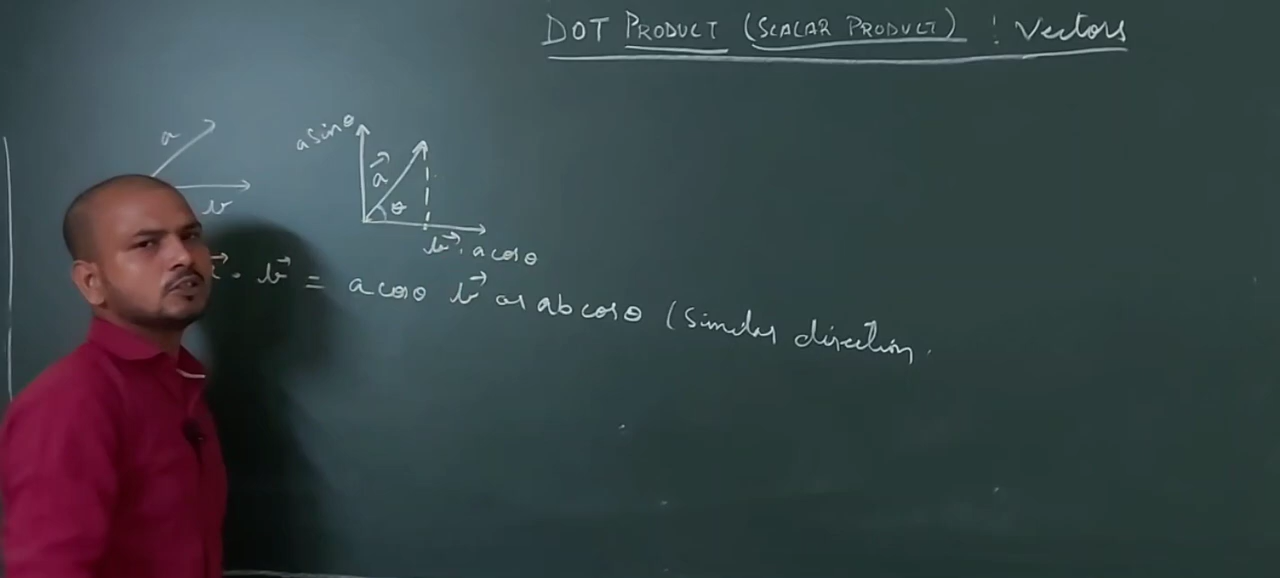 DOT PRODUCT (SCALAR PRODUCT) : Vectors
a
b
a sinθ
a⃗
θ
b⃗, a cosθ
a⃗ . b⃗ = a cosθ b⃗ or ab cosθ (Similar direction.